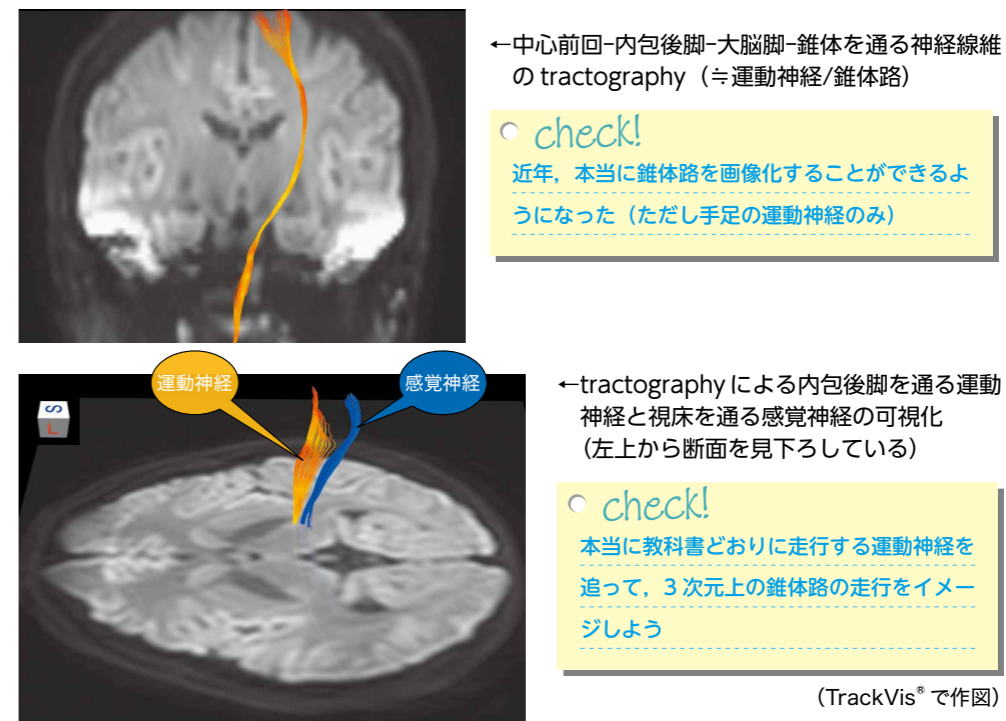 ←中心前回-内包後脚-大脳脚-錐体を通る神経線維
の tractography（≒運動神経/錐体路）
check!
近年，本当に錐体路を画像化することができるよ
うになった（ただし手足の運動神経のみ）
運動神経
感覚神経
S
L
←tractography による内包後脚を通る運動
神経と視床を通る感覚神経の可視化
（左上から断面を見下ろしている）
check!
本当に教科書どおりに走行する運動神経を
追って，3 次元上の錐体路の走行をイメー
ジしよう
（TrackVis® で作図）